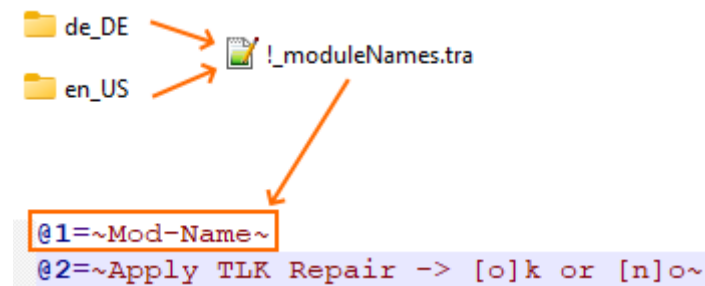 de_DE
!_moduleNames.tra
en_US
@1=~Mod-Name~
@2=~Apply TLK Repair -> [o]k or [n]o~